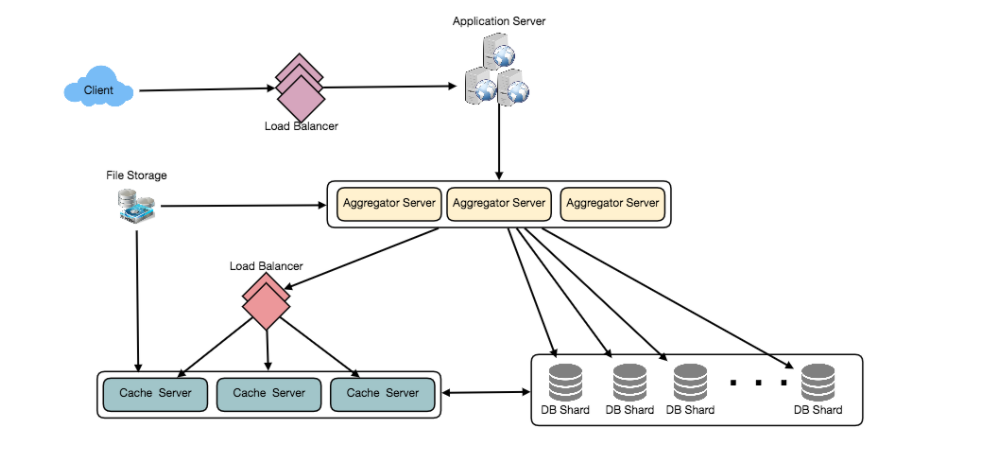 Application Server
Client
Load Balancer
File Storage
Aggregator Server
Aggregator Server
Aggregator Server
Load Balancer
Cache Server
Cache Server
Cache Server
DB Shard
DB Shard
DB Shard
DB Shard